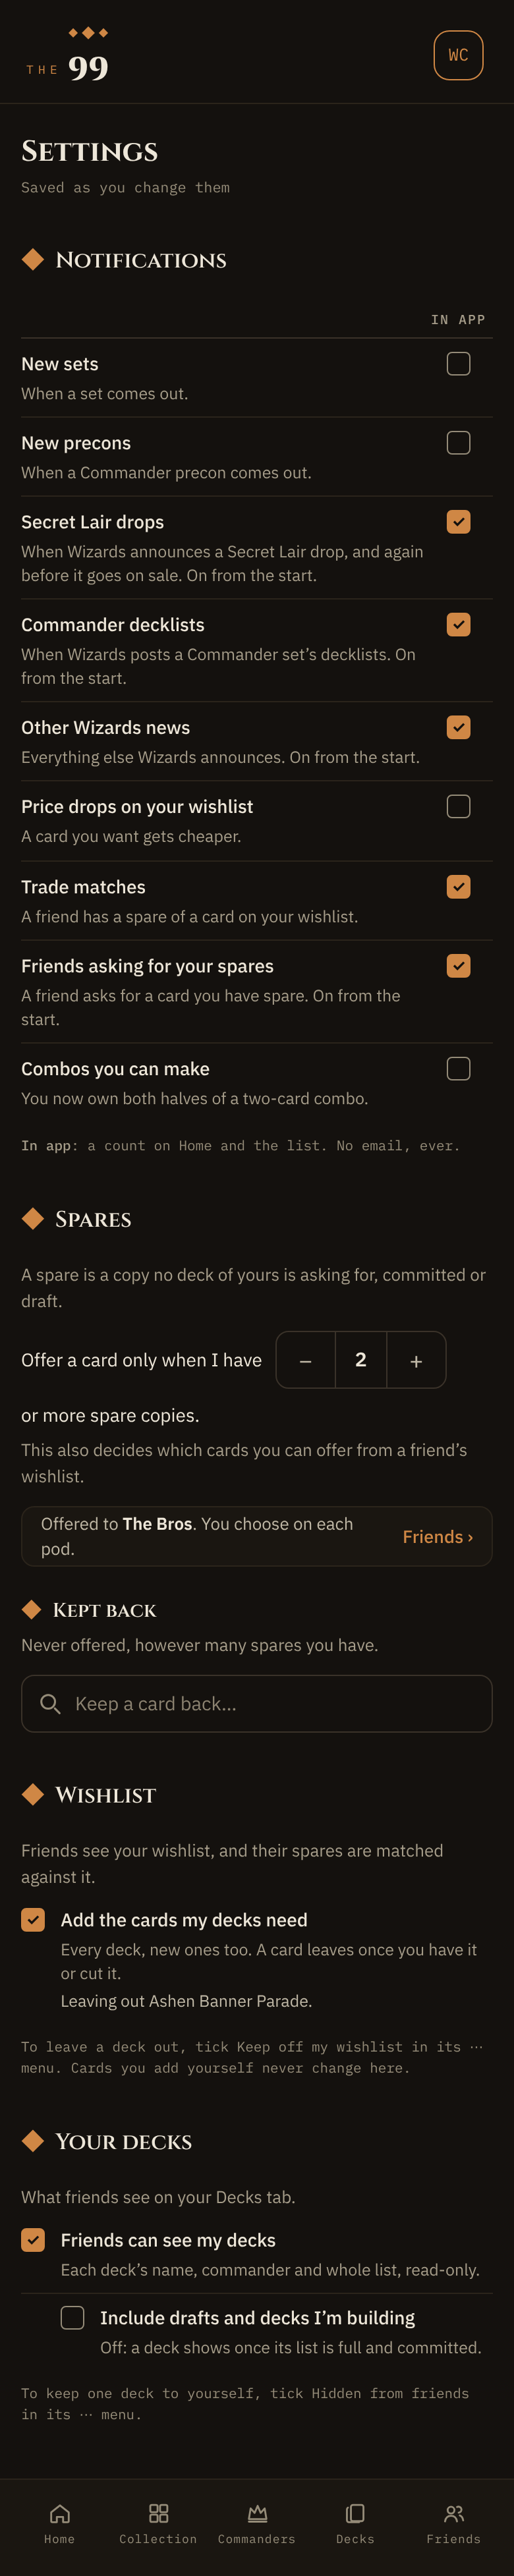 THE 99
WC
Settings
Saved as you change them
Notifications
IN APP
New sets
When a set comes out.
New precons
When a Commander precon comes out.
Secret Lair drops
When Wizards announces a Secret Lair drop, and again
before it goes on sale. On from the start.
Commander decklists
When Wizards posts a Commander set’s decklists. On
from the start.
Other Wizards news
Everything else Wizards announces. On from the start.
Price drops on your wishlist
A card you want gets cheaper.
Trade matches
A friend has a spare of a card on your wishlist.
Friends asking for your spares
A friend asks for a card you have spare. On from the
start.
Combos you can make
You now own both halves of a two-card combo.
In app: a count on Home and the list. No email, ever.
Spares
A spare is a copy no deck of yours is asking for, committed or
draft.
Offer a card only when I have − 2 +
or more spare copies.
This also decides which cards you can offer from a friend’s
wishlist.
Offered to The Bros. You choose on each
pod.
Friends ›
Kept back
Never offered, however many spares you have.
Keep a card back…
Wishlist
Friends see your wishlist, and their spares are matched
against it.
Add the cards my decks need
Every deck, new ones too. A card leaves once you have it
or cut it.
Leaving out Ashen Banner Parade.
To leave a deck out, tick Keep off my wishlist in its ⋯
menu. Cards you add yourself never change here.
Your decks
What friends see on your Decks tab.
Friends can see my decks
Each deck’s name, commander and whole list, read-only.
Include drafts and decks I’m building
Off: a deck shows once its list is full and committed.
To keep one deck to yourself, tick Hidden from friends
in its ⋯ menu.
Home Collection Commanders Decks Friends